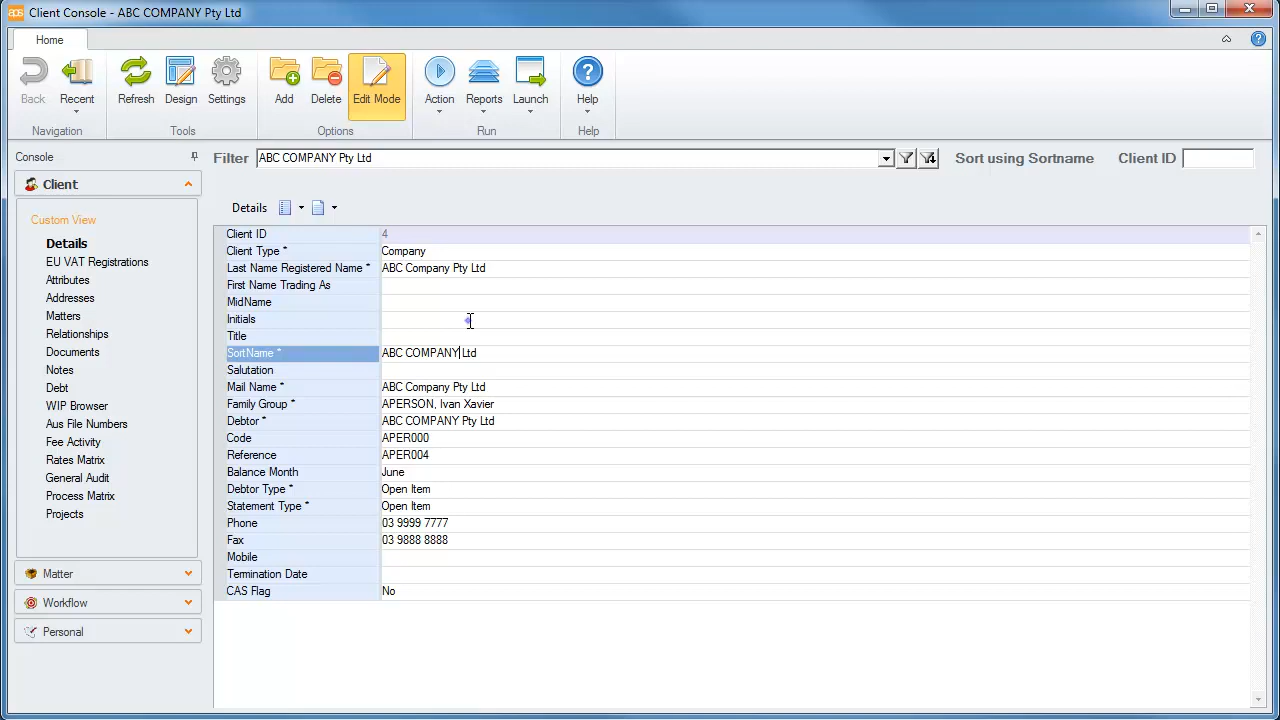 aps Client Console - ABC COMPANY Pty Ltd
Home
Back Recent Refresh Design Settings Add Delete Edit Mode Action Reports Launch Help
Navigation Tools Options Run Help
Console
Filter ABC COMPANY Pty Ltd Sort using Sortname Client ID
Client
Custom View
Details
EU VAT Registrations
Attributes
Addresses
Matters
Relationships
Documents
Notes
Debt
WIP Browser
Aus File Numbers
Fee Activity
Rates Matrix
General Audit
Process Matrix
Projects
Matter
Workflow
Personal
Details
Client ID 4
Client Type * Company
Last Name Registered Name * ABC Company Pty Ltd
First Name Trading As
MidName
Initials
Title
SortName * ABC COMPANY Ltd
Salutation
Mail Name * ABC Company Pty Ltd
Family Group * APERSON, Ivan Xavier
Debtor * ABC COMPANY Pty Ltd
Code APER000
Reference APER004
Balance Month June
Debtor Type * Open Item
Statement Type * Open Item
Phone 03 9999 7777
Fax 03 9888 8888
Mobile
Termination Date
CAS Flag No